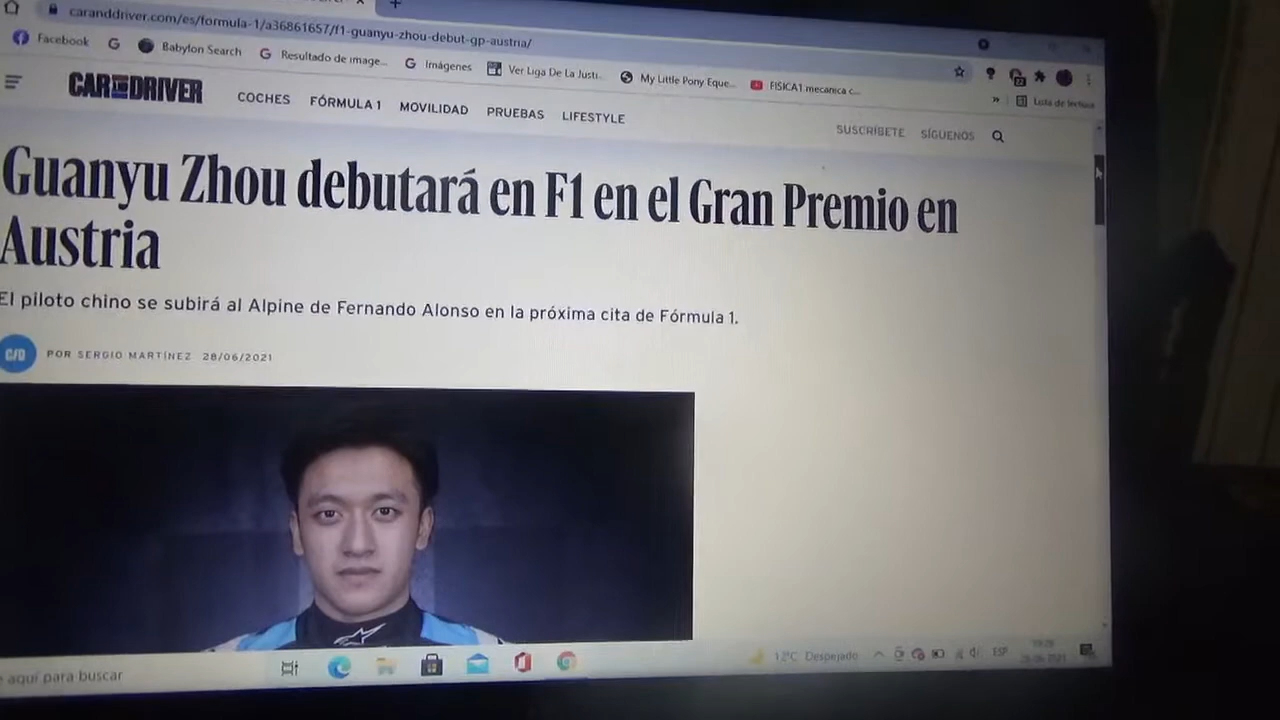 caranddriver.com/es/formula-1/a36861657/f1-guanyu-zhou-debut-gp-austria/
Facebook
Babylon Search
Resultado de image...
Imágenes
Ver Liga De La Justi...
My Little Pony Eque...
FISICA1 mecanica c...
»
Lista de lectura
CAR AND DRIVER
COCHES FÓRMULA 1 MOVILIDAD PRUEBAS LIFESTYLE
SUSCRÍBETE SÍGUENOS
Guanyu Zhou debutará en F1 en el Gran Premio en
Austria
El piloto chino se subirá al Alpine de Fernando Alonso en la próxima cita de Fórmula 1.
C/D
POR SERGIO MARTÍNEZ 28/06/2021
aquí para buscar
12°C Despejado
ESP